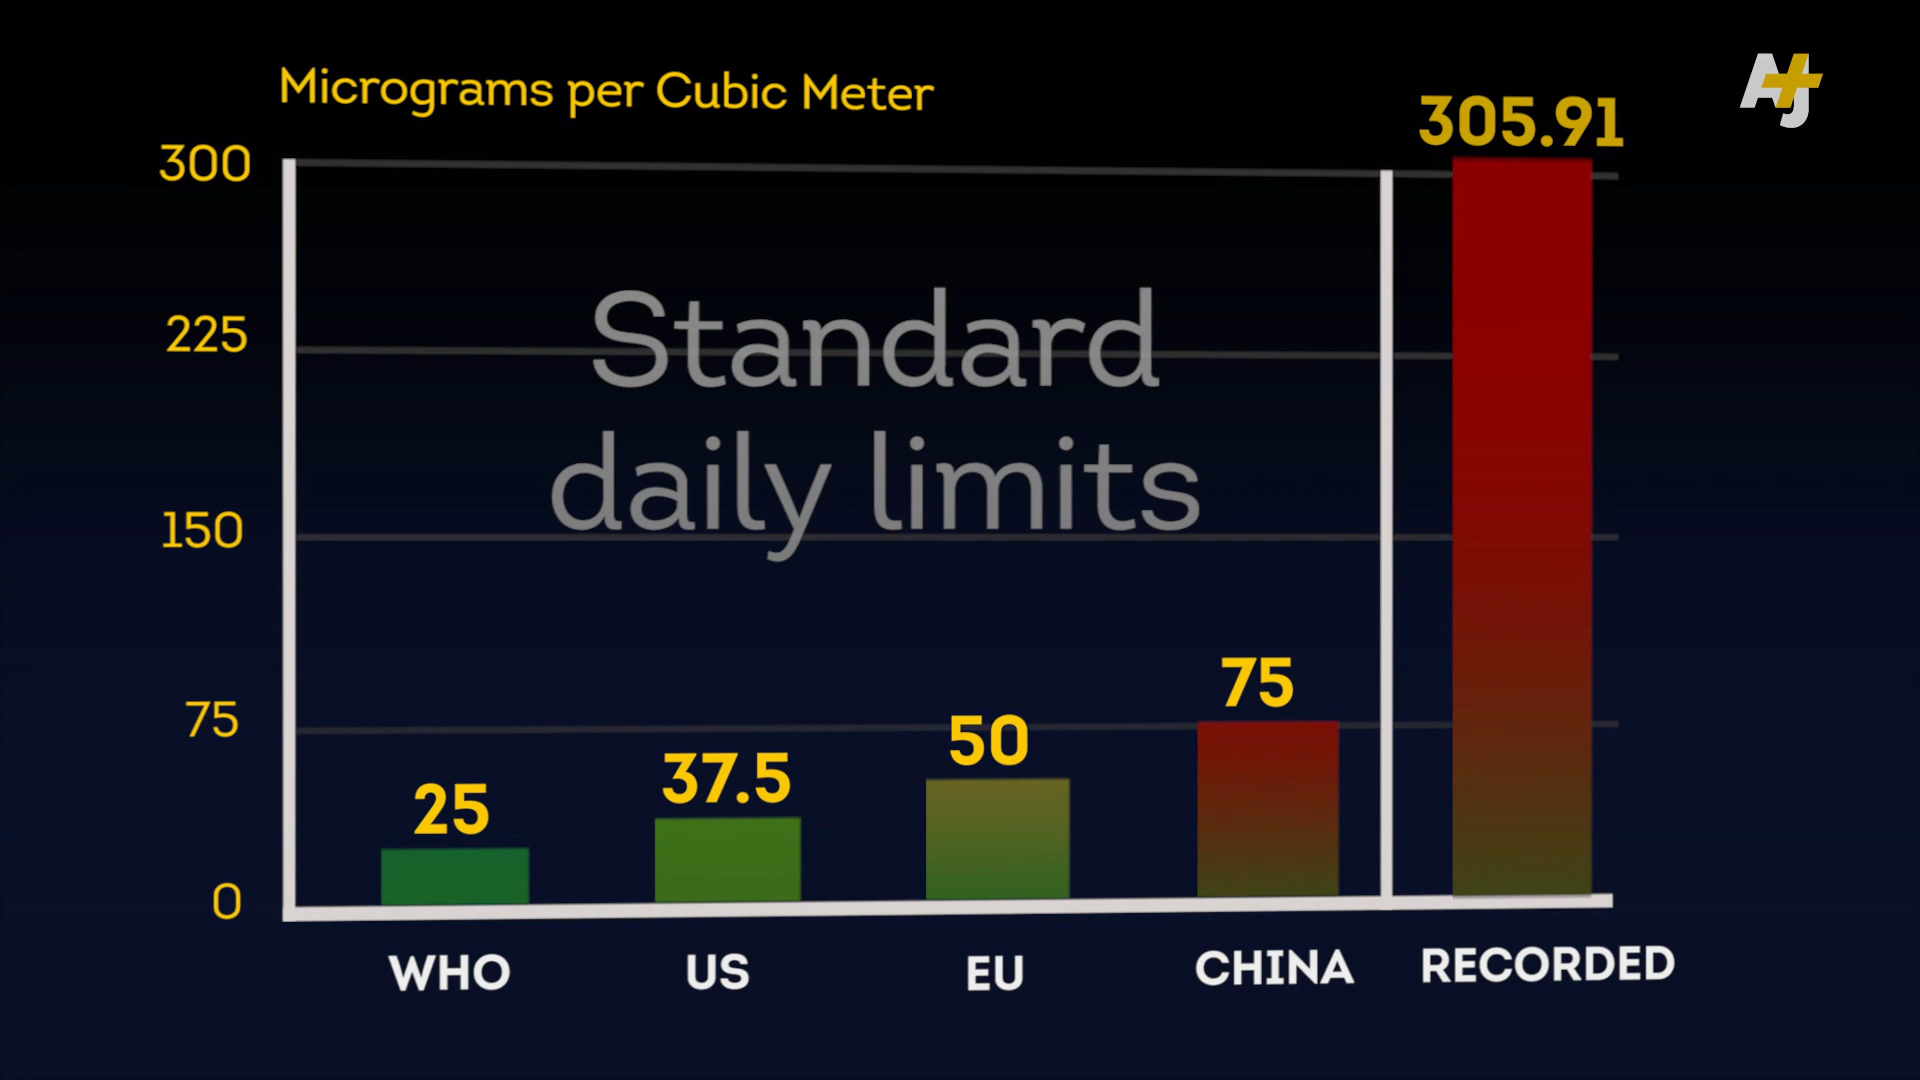 Micrograms per Cubic Meter
AJ+
305.91
300
225
150
75
0
Standard
daily limits
25
37.5
50
75
WHO
US
EU
CHINA
RECORDED